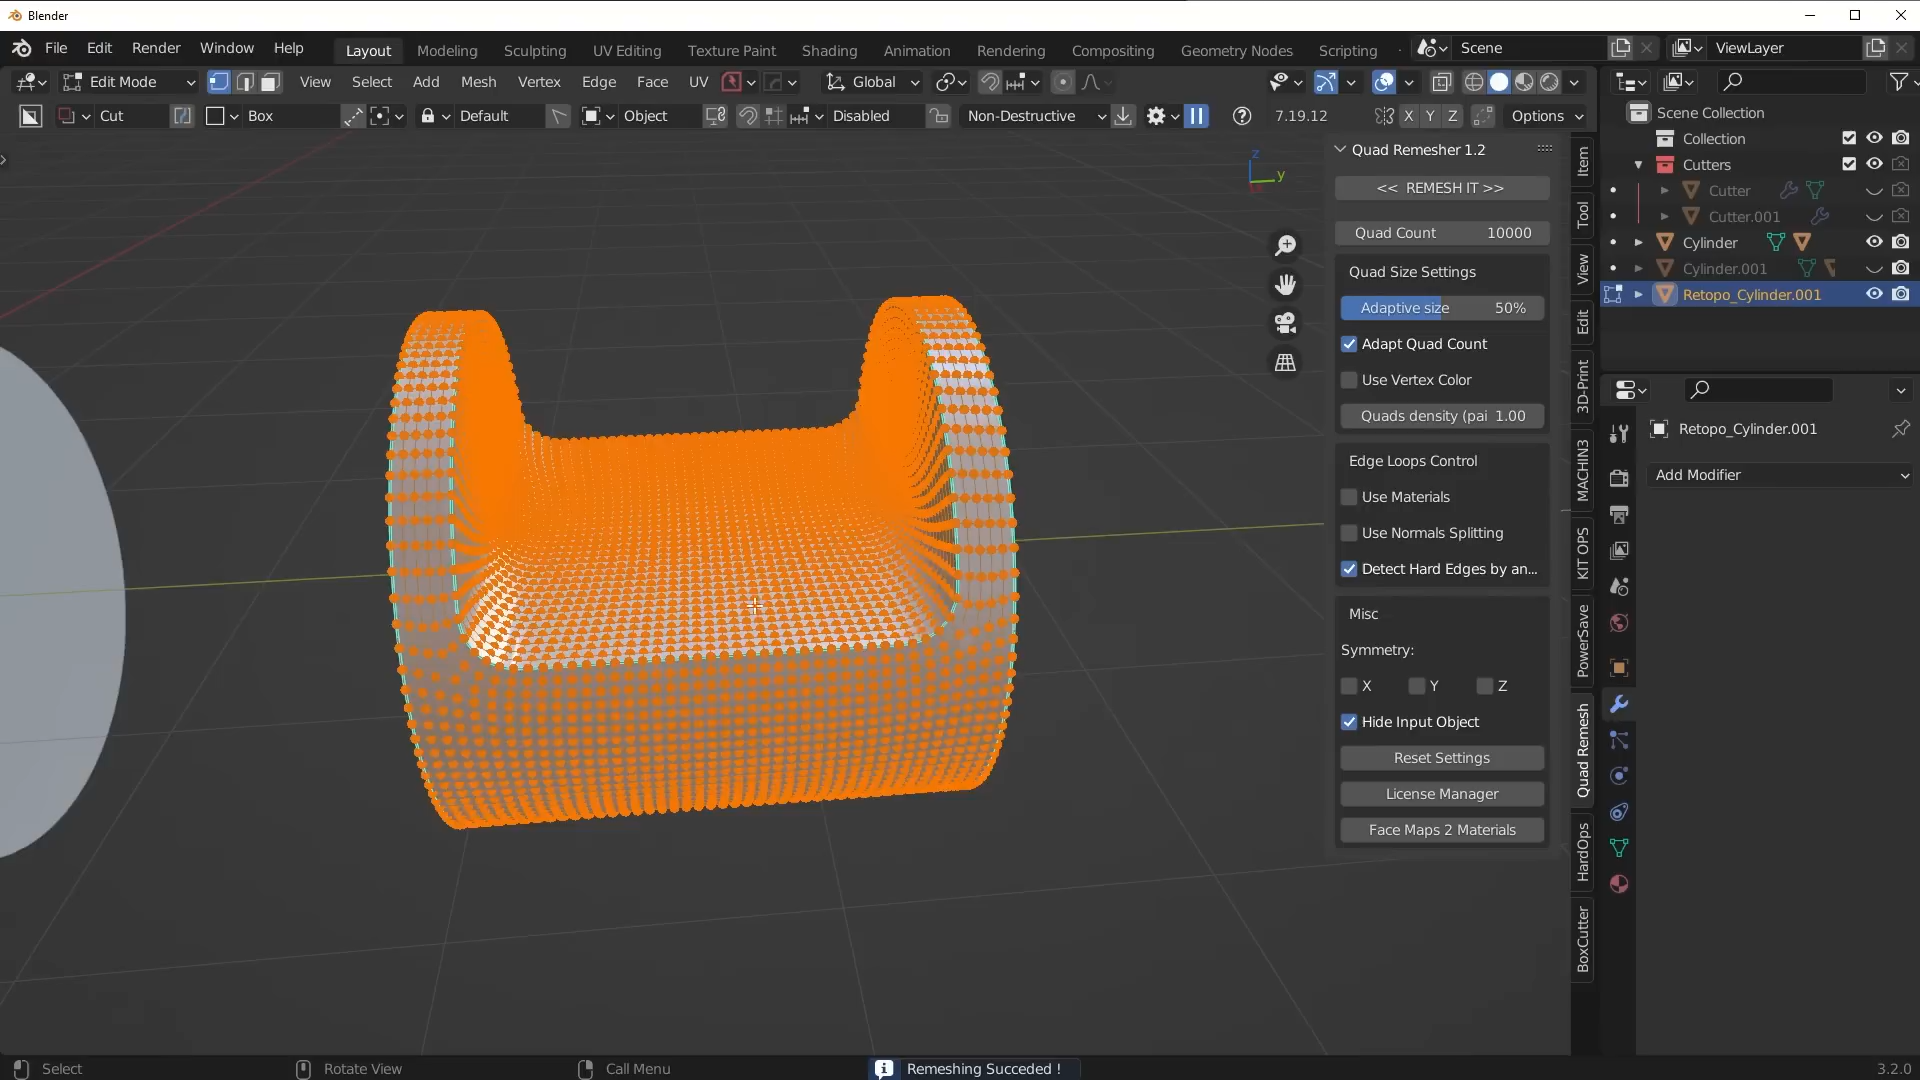 Blender
File Edit Render Window Help Layout Modeling Sculpting UV Editing Texture Paint Shading Animation Rendering Compositing Geometry Nodes Scripting Scene ViewLayer
Edit Mode View Select Add Mesh Vertex Edge Face UV Global
Cut Box Default Object Disabled Non-Destructive 7.19.12 X Y Z Options
z
y
Quad Remesher 1.2
<< REMESH IT >>
Quad Count 10000
Quad Size Settings
Adaptive size 50%
Adapt Quad Count
Use Vertex Color
Quads density (pai 1.00
Edge Loops Control
Use Materials
Use Normals Splitting
Detect Hard Edges by an...
Misc
Symmetry:
X Y Z
Hide Input Object
Reset Settings
License Manager
Face Maps 2 Materials
Item
Tool
View
Edit
3D-Print
MACHIN3
KIT OPS
PowerSave
Quad Remesh
HardOps
BoxCutter
Scene Collection
Collection
Cutters
Cutter
Cutter.001
Cylinder
Cylinder.001
Retopo_Cylinder.001
Retopo_Cylinder.001
Add Modifier
Select Rotate View Call Menu Remeshing Succeded ! 3.2.0